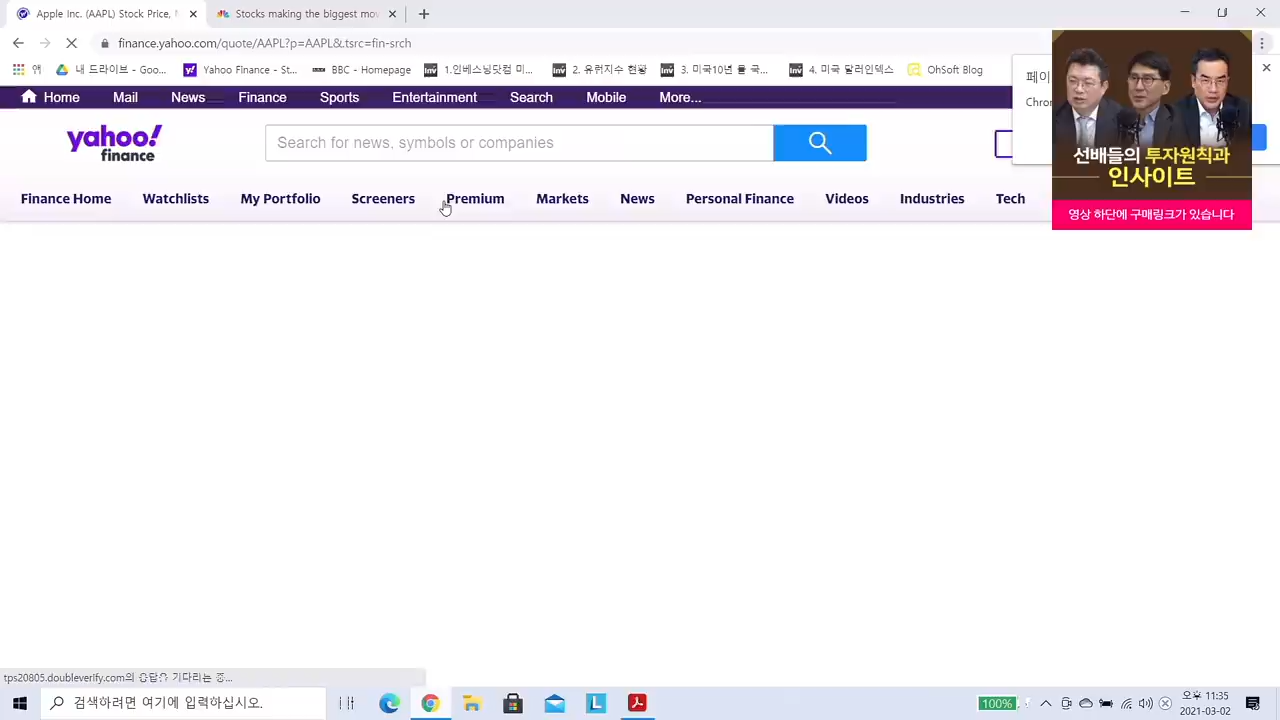 Apple Inc. (AAPL) Stock Price, N
Stocks making the biggest mov
finance.yahoo.com/quote/AAPL?p=AAPL&.tsrc=fin-srch
앱
내 드라이브 - Goo...
Yahoo Finance - St...
BBC - Homepage
1.인베스팅닷컴 미...
2. 유럽지수 현황
3. 미국10년 물 국...
4. 미국 달러인덱스
OhSoft Blog
페이
Chron
Home
Mail
News
Finance
Sports
Entertainment
Search
Mobile
More...
yahoo!
finance
Search for news, symbols or companies
Finance Home
Watchlists
My Portfolio
Screeners
Premium
Markets
News
Personal Finance
Videos
Industries
Tech
선배들의 투자원칙과
인사이트
영상 하단에 구매링크가 있습니다
tps20805.doubleverify.com의 응답을 기다리는 중...
검색하려면 여기에 입력하십시오.
100%
오후 11:35
2021-03-02